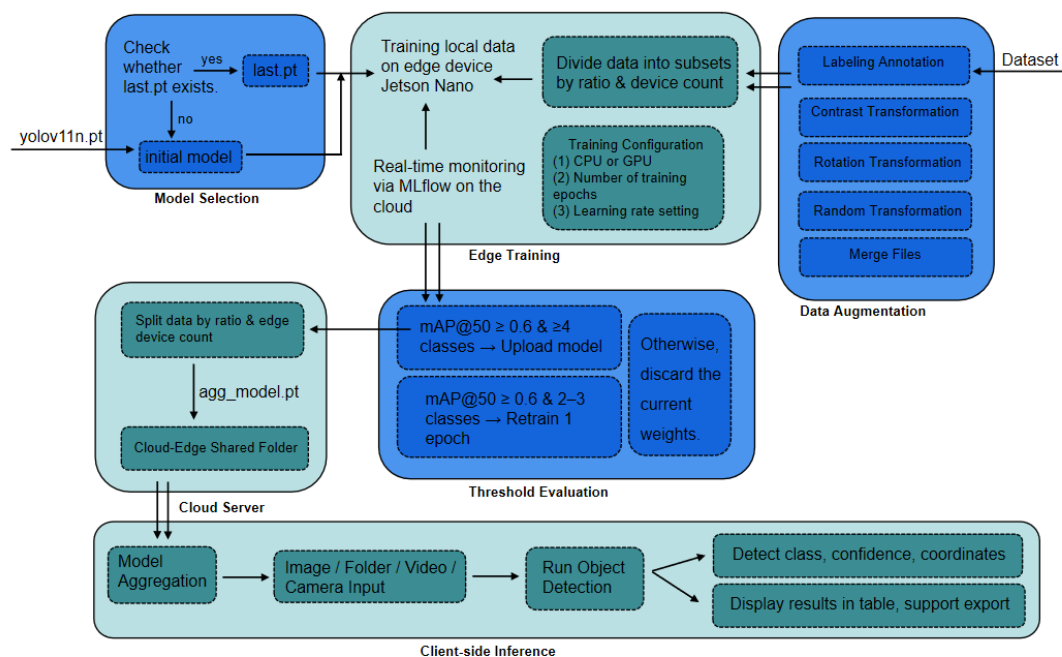 Check
whether
last.pt exists.
yes
last.pt
no
yolov11n.pt
initial model
Model Selection
Training local data
on edge device
Jetson Nano
Divide data into subsets
by ratio & device count
Real-time monitoring
via MLflow on the
cloud
Training Configuration
(1) CPU or GPU
(2) Number of training
epochs
(3) Learning rate setting
Edge Training
Dataset
Labeling Annotation
Contrast Transformation
Rotation Transformation
Random Transformation
Merge Files
Data Augmentation
Split data by ratio & edge
device count
agg_model.pt
Cloud-Edge Shared Folder
Cloud Server
mAP@50 ≥ 0.6 & ≥4
classes → Upload model
mAP@50 ≥ 0.6 & 2–3
classes → Retrain 1
epoch
Otherwise,
discard the
current
weights.
Threshold Evaluation
Model
Aggregation
Image / Folder / Video /
Camera Input
Run Object
Detection
Detect class, confidence, coordinates
Display results in table, support export
Client-side Inference